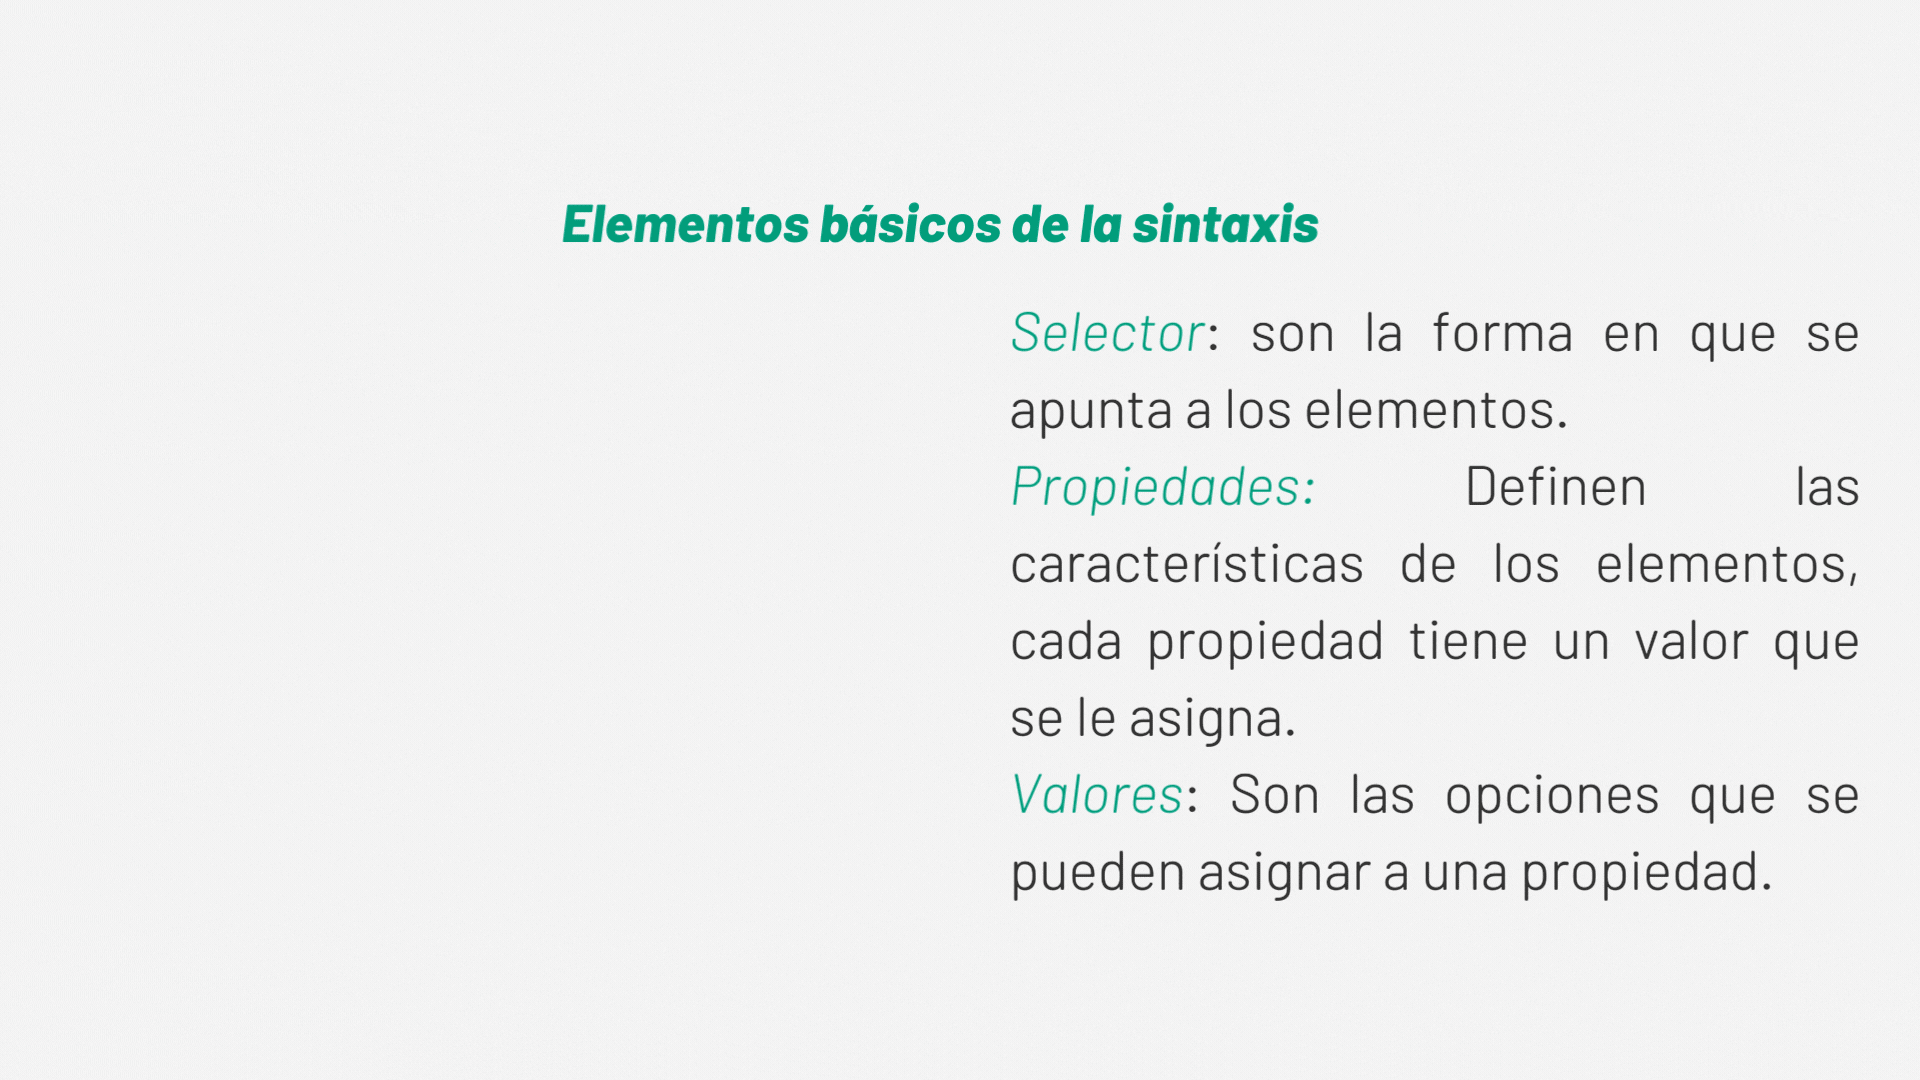 Elementos básicos de la sintaxis
Selector: son la forma en que se
apunta a los elementos.
Propiedades: Definen las
características de los elementos,
cada propiedad tiene un valor que
se le asigna.
Valores: Son las opciones que se
pueden asignar a una propiedad.